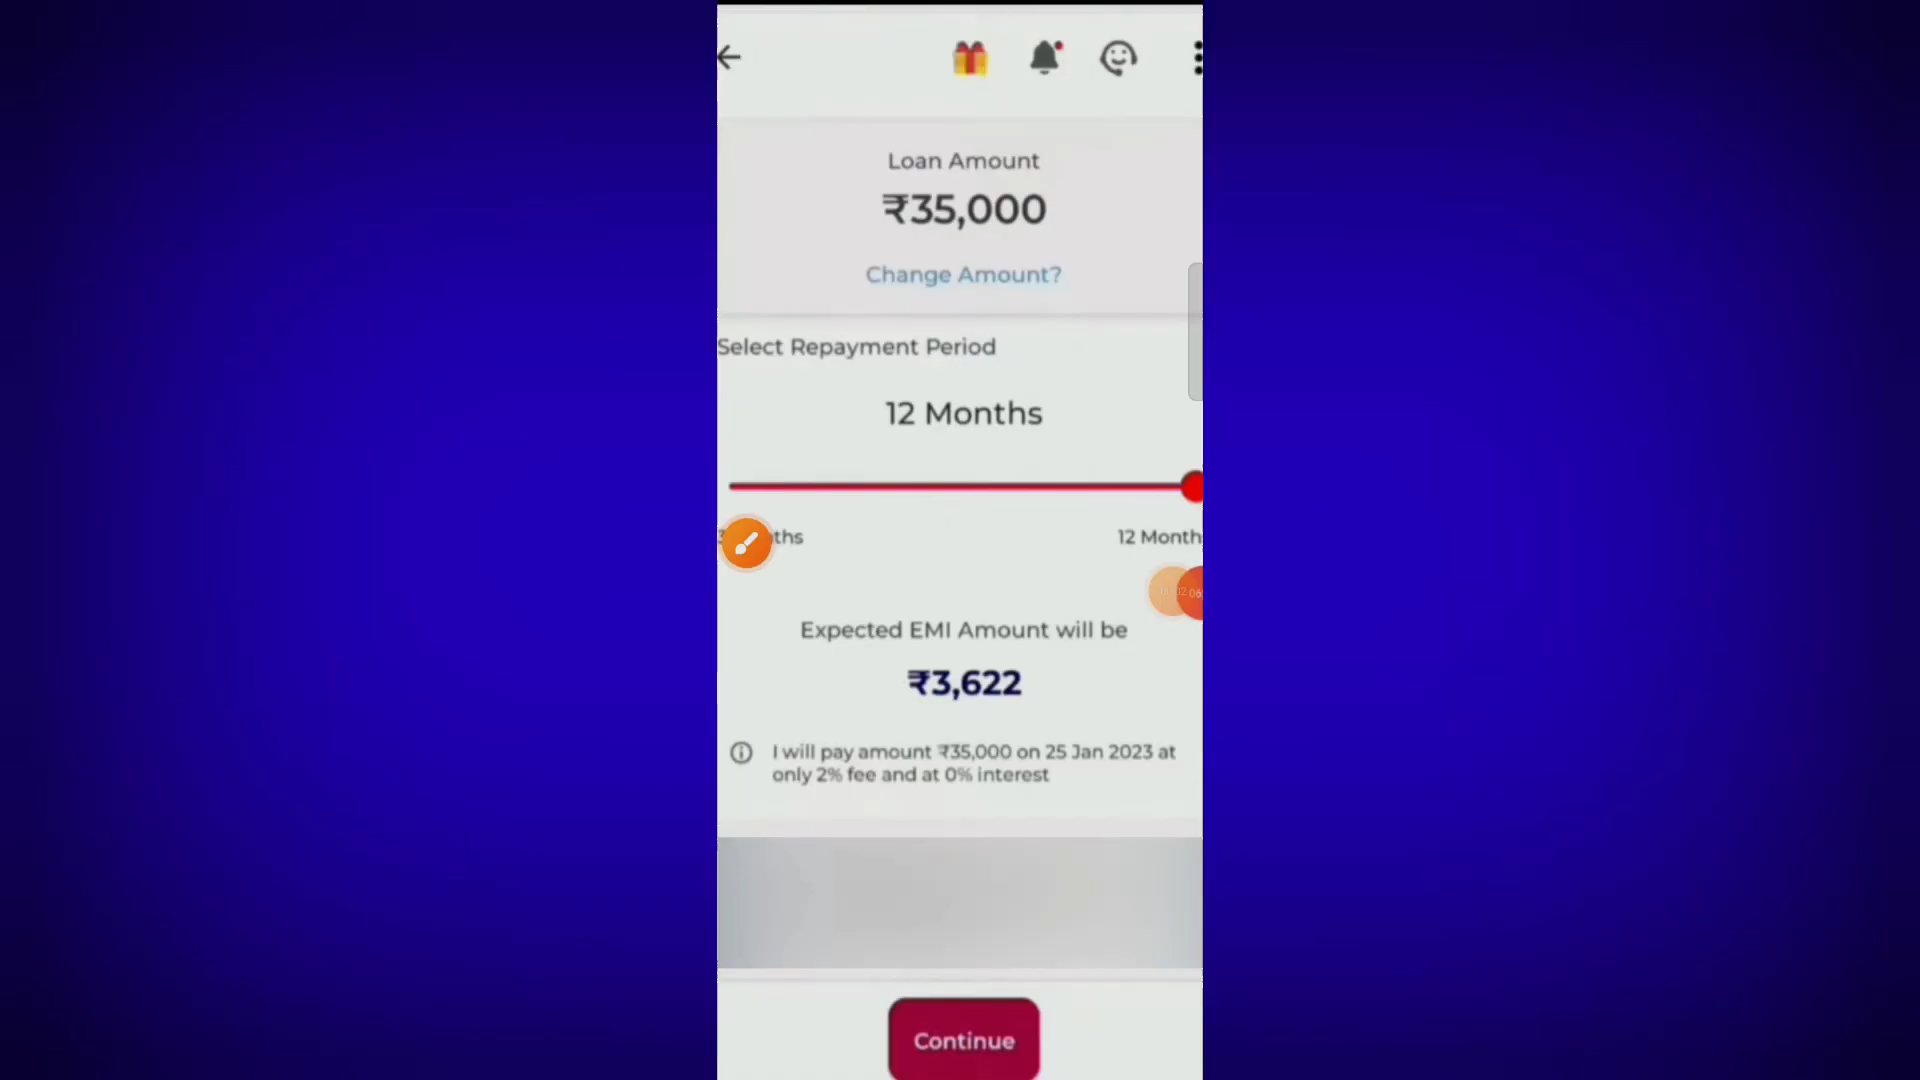 Loan Amount
₹35,000
Change Amount?
Select Repayment Period
12 Months
12 Month
Expected EMI Amount will be
₹3,622
I will pay amount ₹35,000 on 25 Jan 2023 at
only 2% fee and at 0% interest
Continue